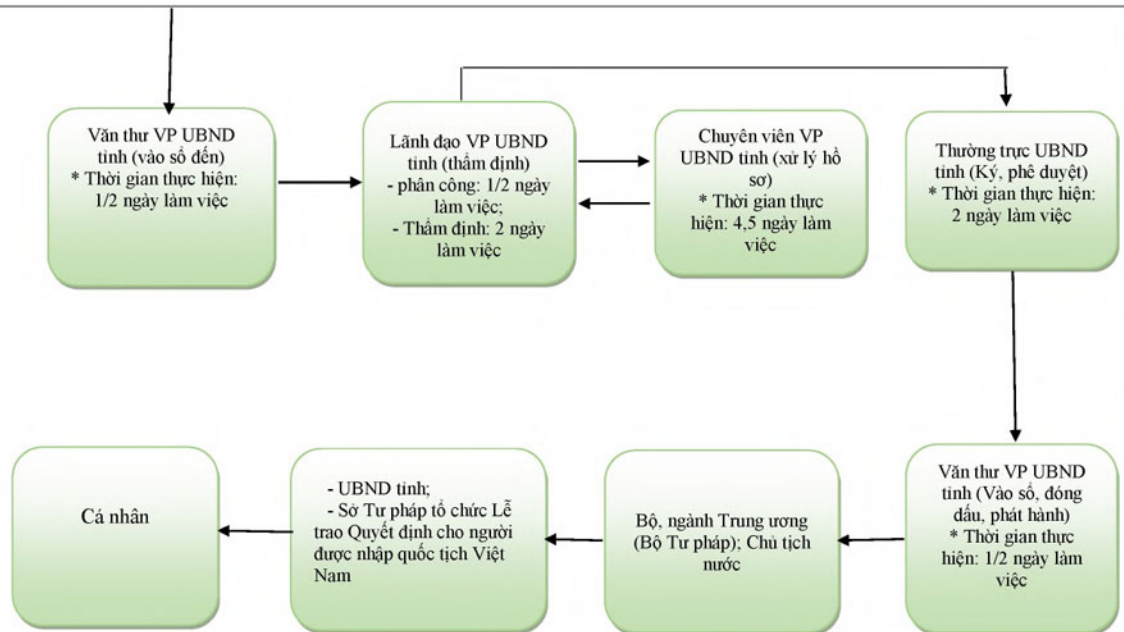 Văn thư VP UBND
tỉnh (vào sổ đến)
* Thời gian thực hiện:
1/2 ngày làm việc
Lãnh đạo VP UBND
tỉnh (thẩm định)
- phân công: 1/2 ngày
làm việc;
- Thẩm định: 2 ngày
làm việc
Chuyên viên VP
UBND tỉnh (xử lý hồ
sơ)
* Thời gian thực
hiện: 4,5 ngày làm
việc
Thường trực UBND
tỉnh (Ký, phê duyệt)
* Thời gian thực hiện:
2 ngày làm việc
Văn thư VP UBND
tỉnh (Vào sổ, đóng
dấu, phát hành)
* Thời gian thực
hiện: 1/2 ngày làm
việc
Bộ, ngành Trung ương
(Bộ Tư pháp); Chủ tịch
nước
- UBND tỉnh;
- Sở Tư pháp tổ chức Lễ
trao Quyết định cho người
được nhập quốc tịch Việt
Nam
Cá nhân